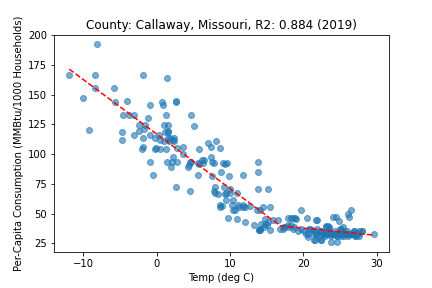 County: Callaway, Missouri, R2: 0.884 (2019)
Per-Capita Consumption (MMBtu/1000 Households)
200
175
150
125
100
75
50
25
−10 0 10 20 30
Temp (deg C)